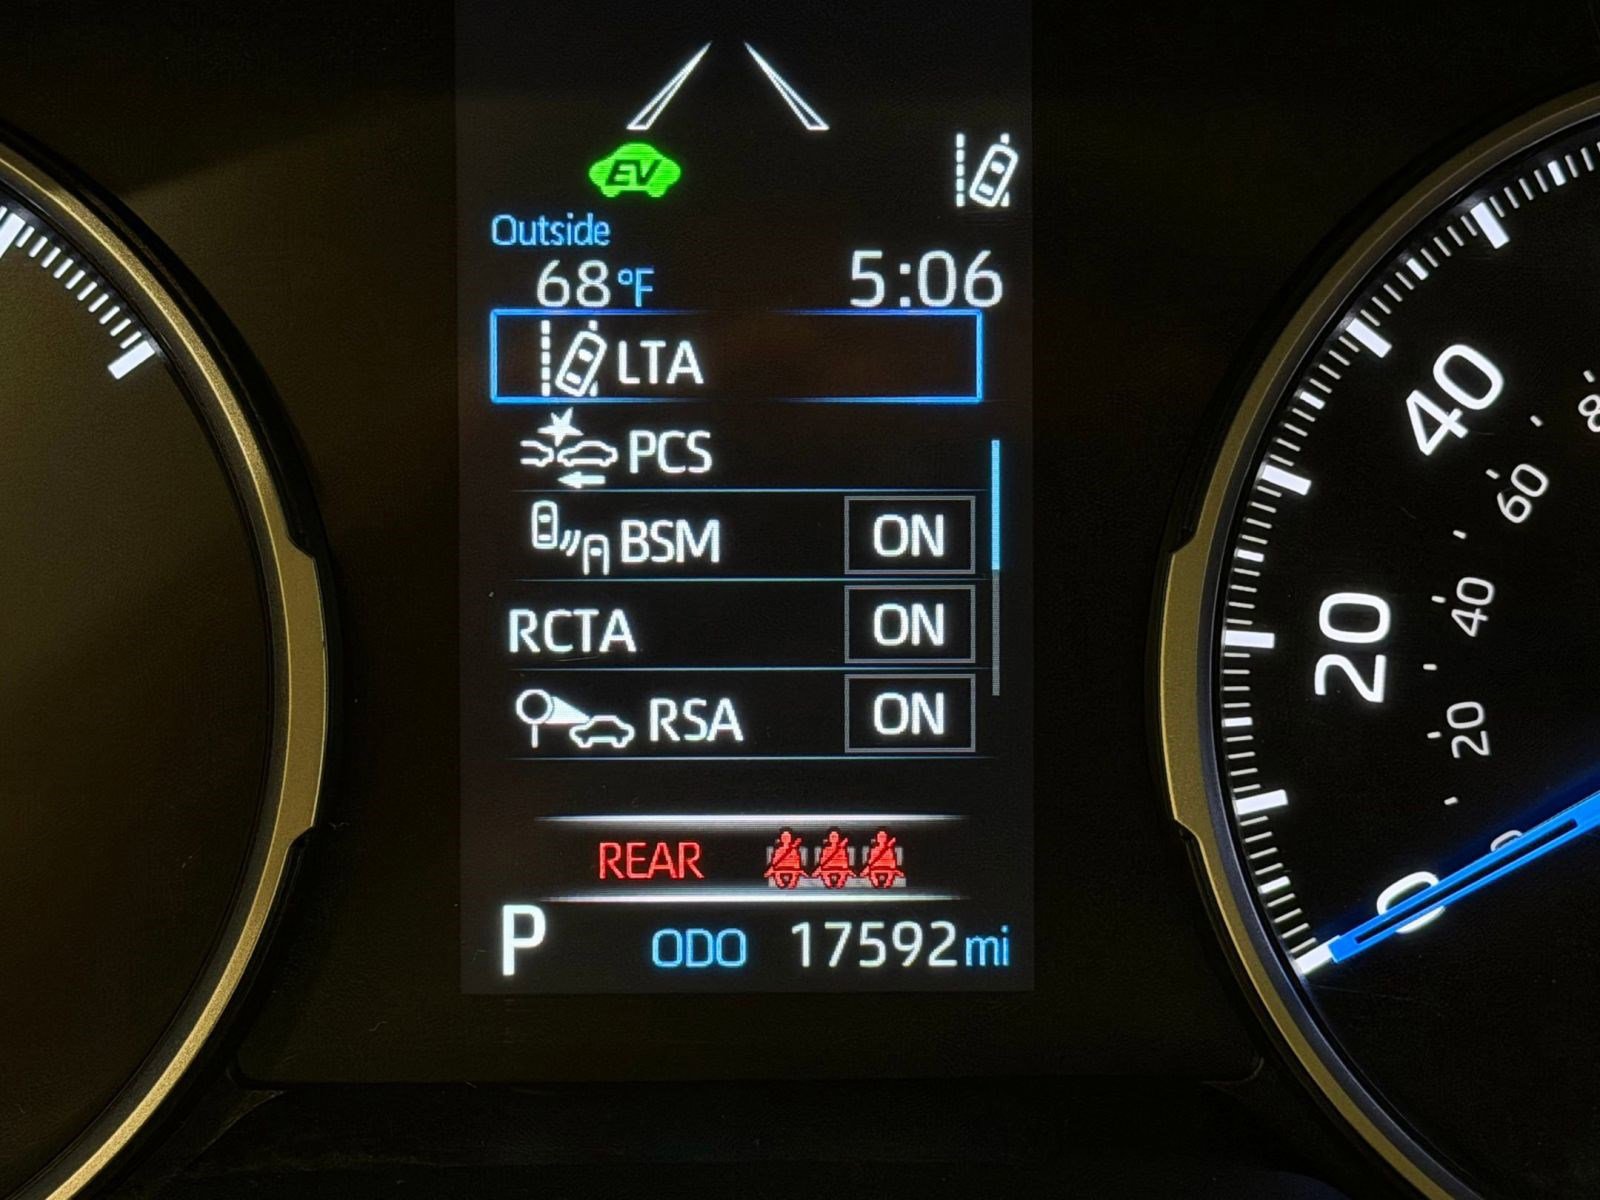 EV
Outside
68°F 5:06
LTA
PCS
BSM ON
RCTA ON
RSA ON
REAR
P ODO 17592mi
40
20
0
60
40
20